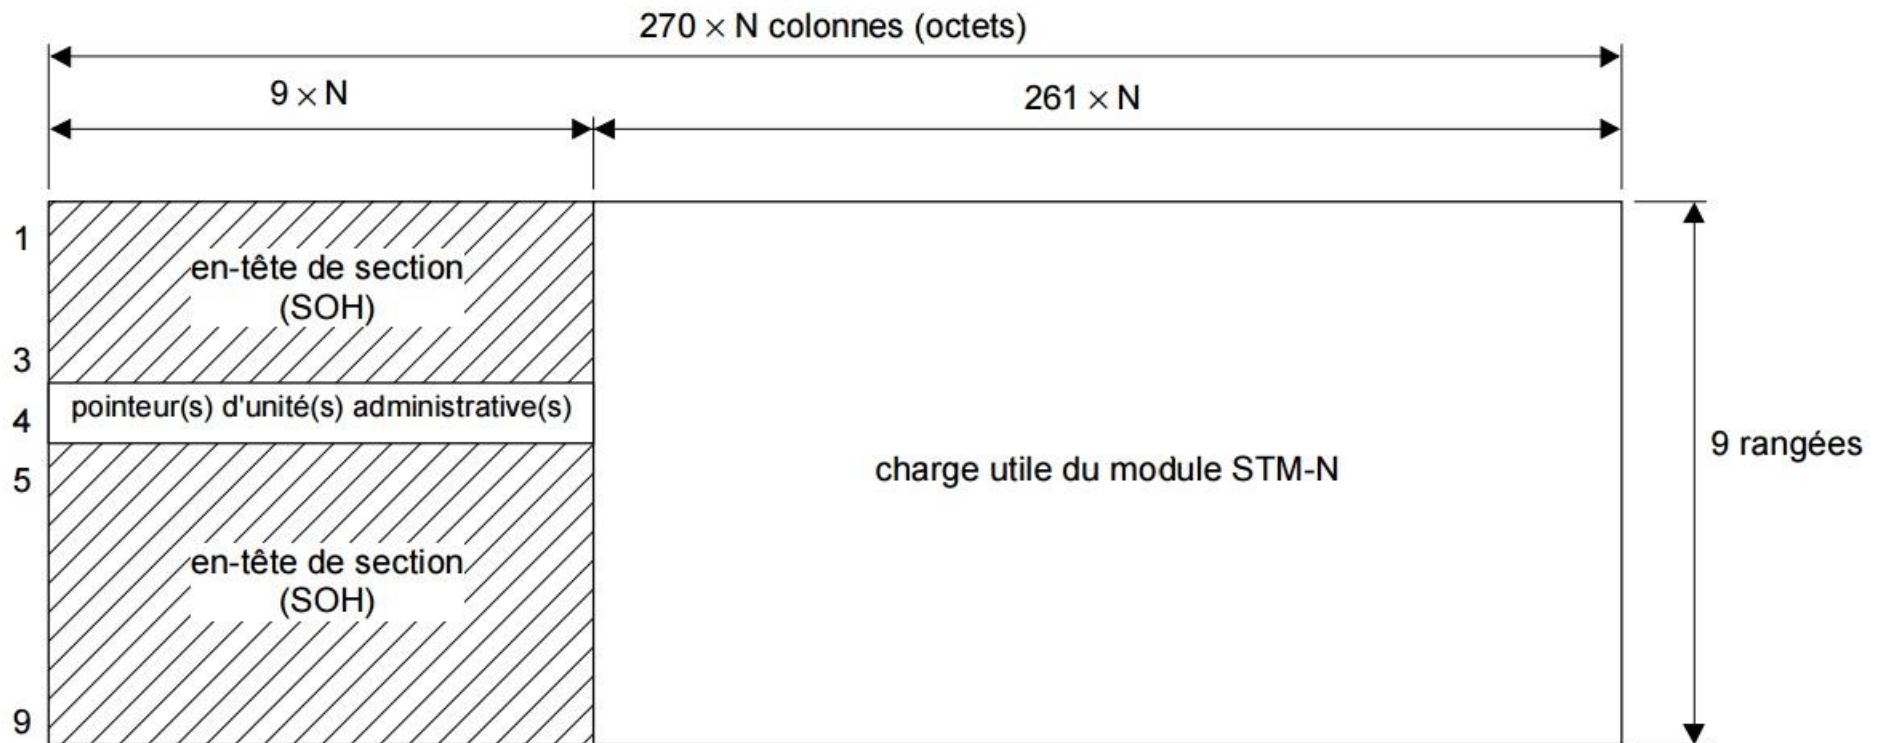 270 × N colonnes (octets)
9 × N
261 × N
1
en-tête de section
(SOH)
3
pointeur(s) d'unité(s) administrative(s)
4
5
charge utile du module STM-N
9 rangées
en-tête de section
(SOH)
9